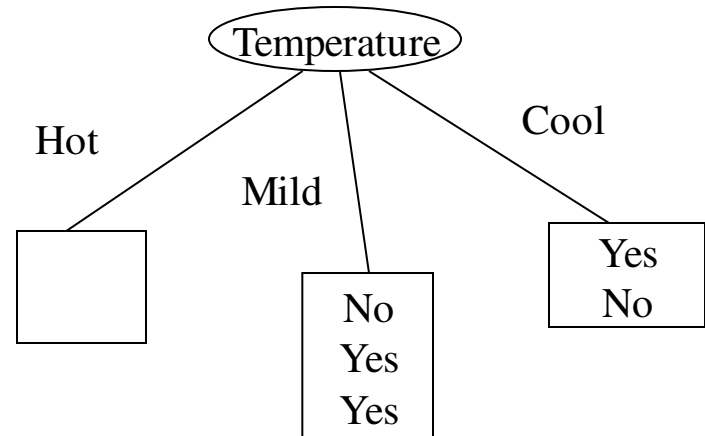 Temperature
Hot
Mild
Cool
No
Yes
Yes
Yes
No